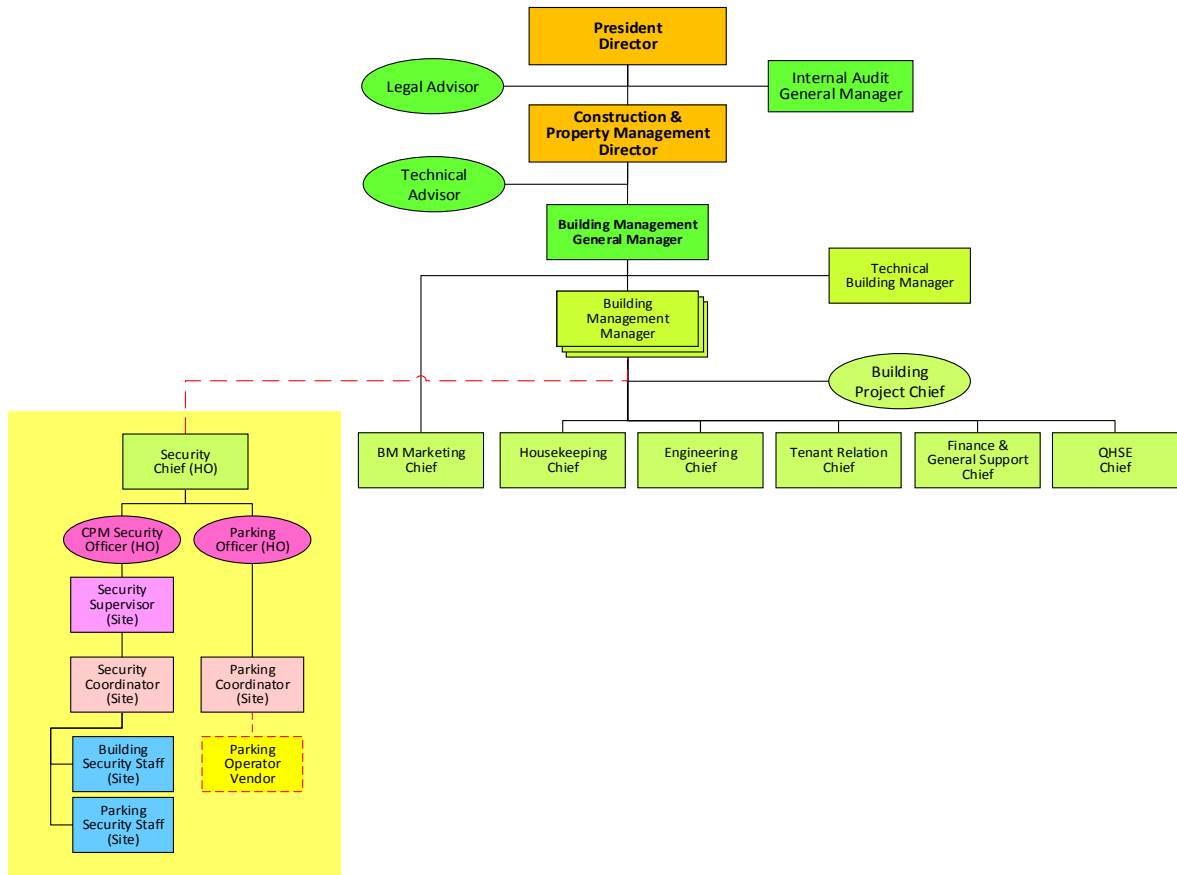 President
Director
Legal Advisor
Internal Audit
General Manager
Construction &
Property Management
Director
Technical
Advisor
Building Management
General Manager
Technical
Building Manager
Building
Management
Manager
Building
Project Chief
Security
Chief (HO)
BM Marketing
Chief
Housekeeping
Chief
Engineering
Chief
Tenant Relation
Chief
Finance &
General Support
Chief
QHSE
Chief
CPM Security
Officer (HO)
Parking
Officer (HO)
Security
Supervisor
(Site)
Security
Coordinator
(Site)
Parking
Coordinator
(Site)
Building
Security Staff
(Site)
Parking
Operator
Vendor
Parking
Security Staff
(Site)